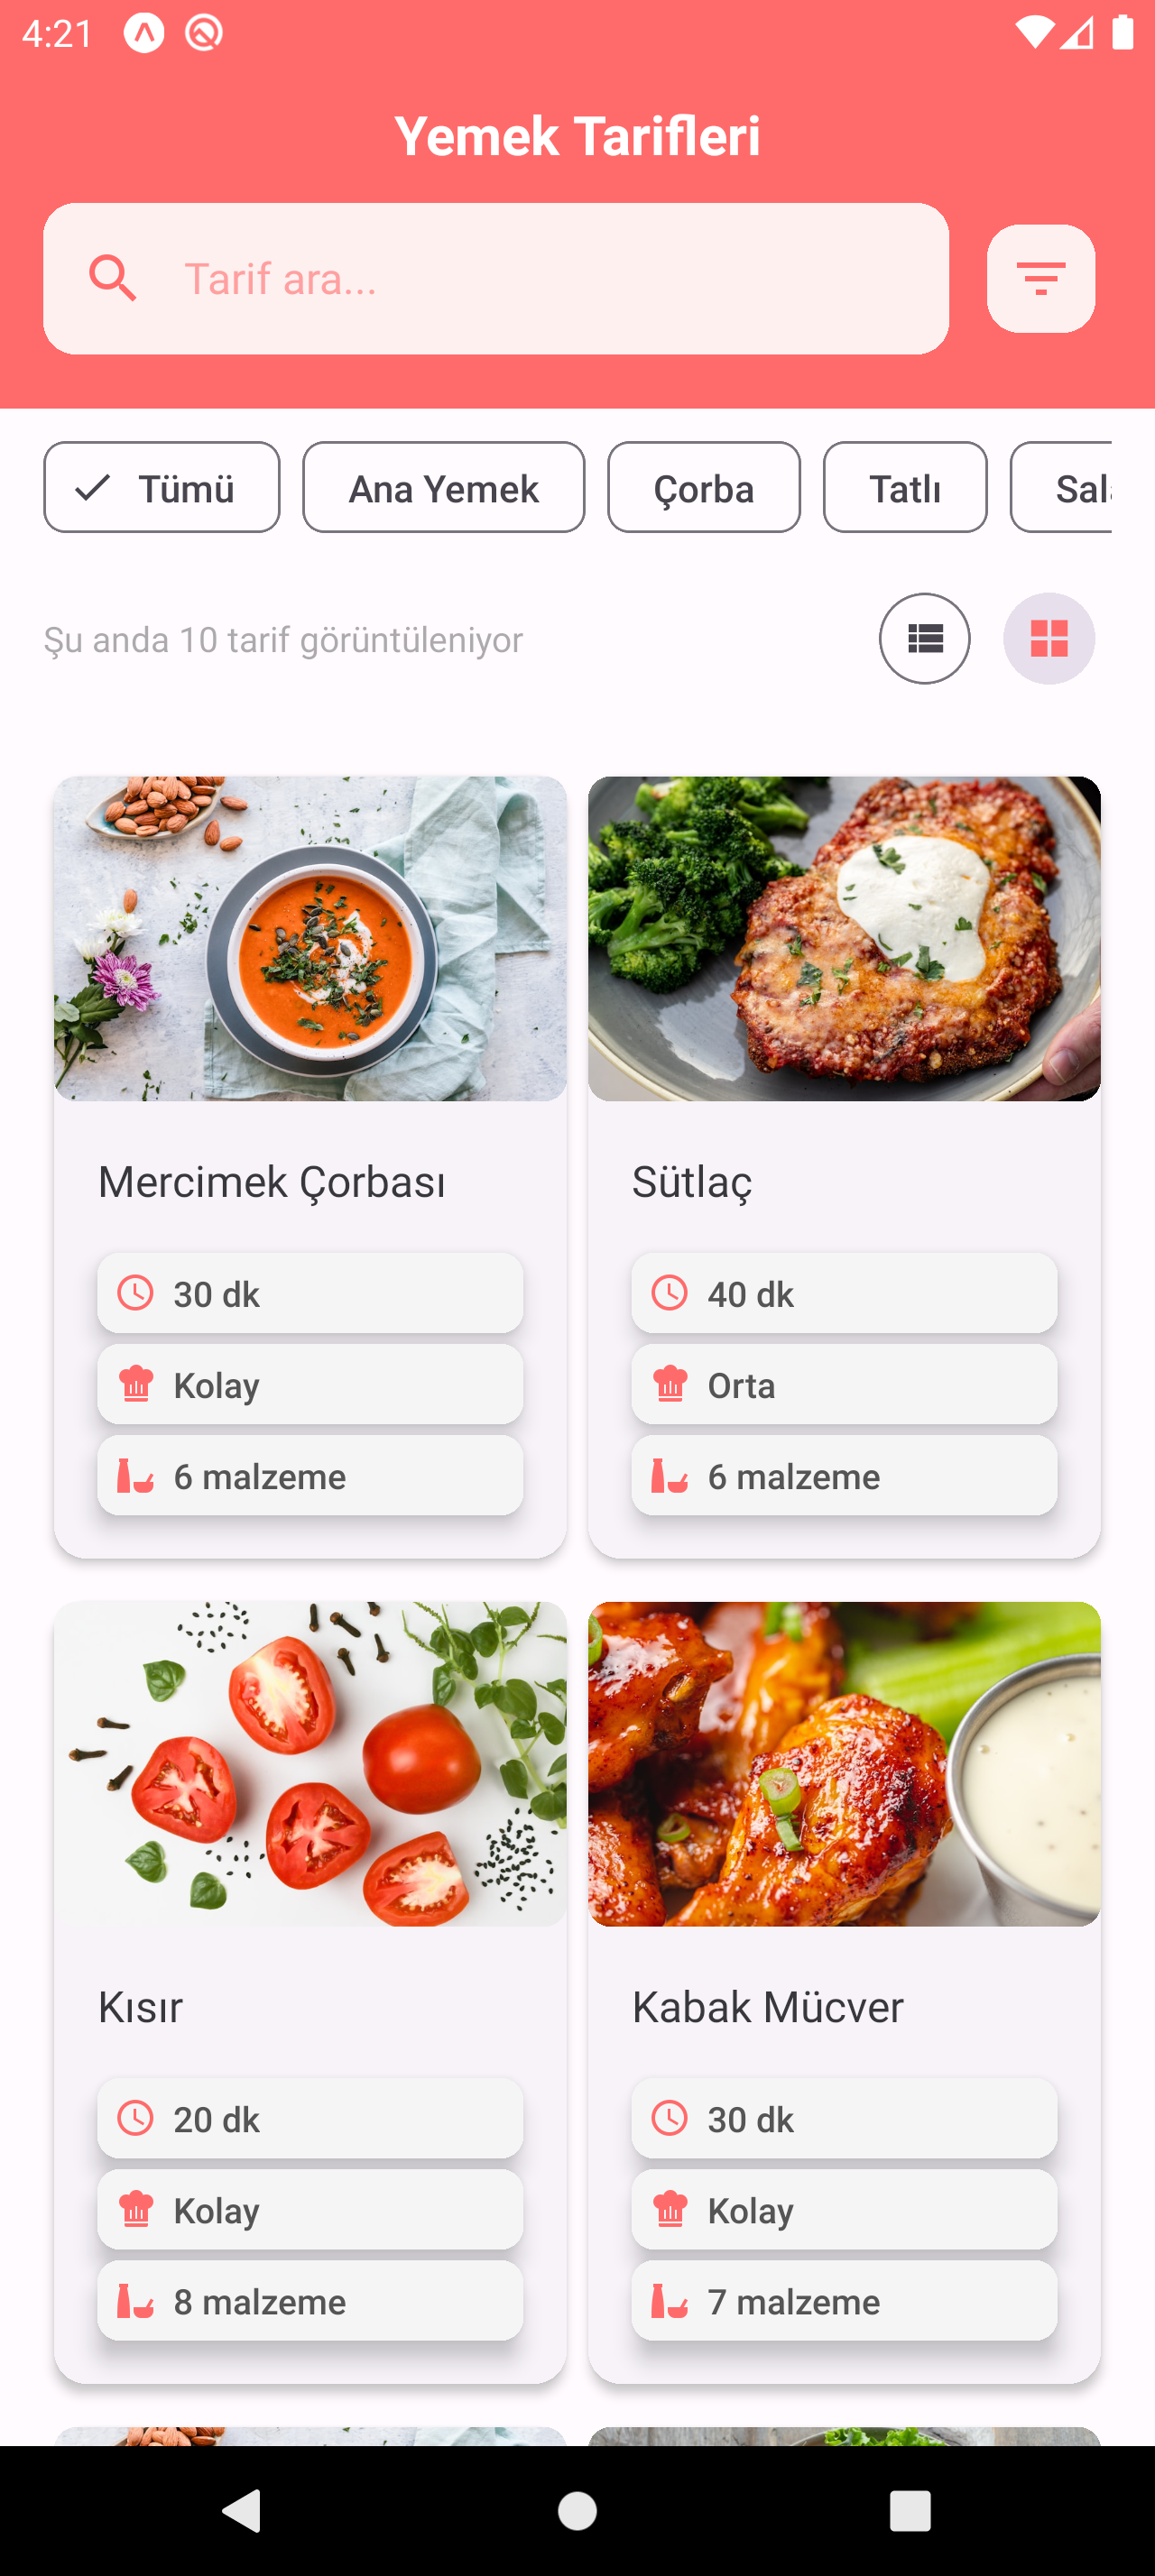 4:21
Yemek Tarifleri
Tarif ara...
Tümü
Ana Yemek
Çorba
Tatlı
Şu anda 10 tarif görüntüleniyor
Mercimek Çorbası
Sütlaç
30 dk
40 dk
Kolay
Orta
6 malzeme
6 malzeme
Kısır
Kabak Mücver
20 dk
30 dk
Kolay
Kolay
8 malzeme
7 malzeme